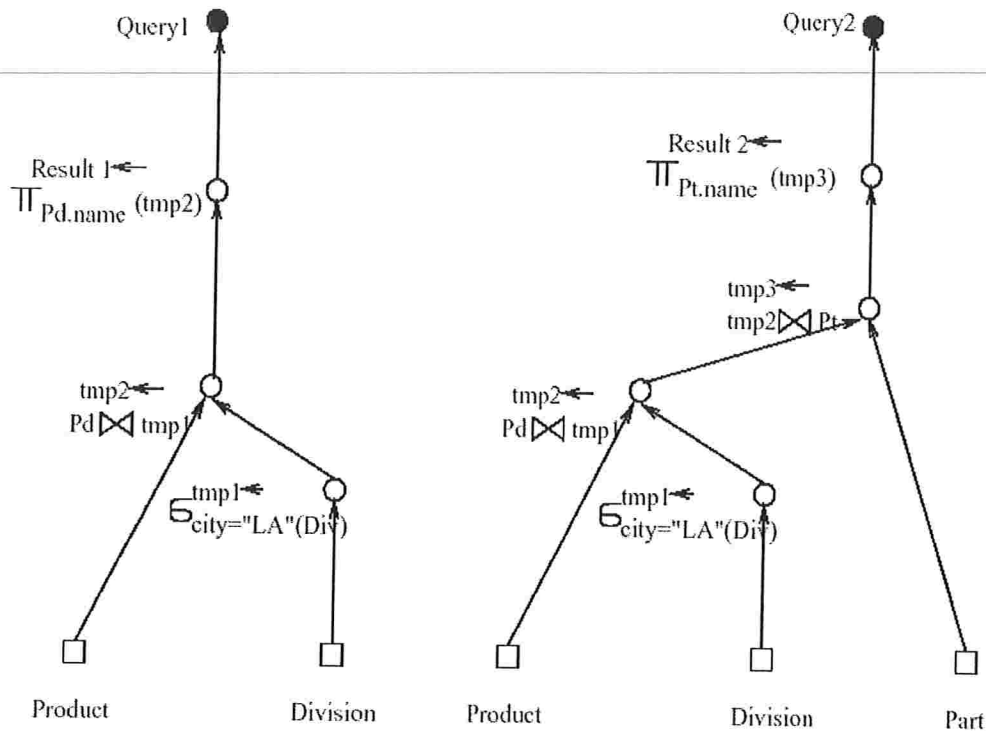 Query1
Result 1←
π Pd.name (tmp2)
tmp2←
Pd⋈tmp1
tmp1←
σ city="LA"(Div)
Product
Division
Query2
Result 2←
π Pt.name (tmp3)
tmp3←
tmp2⋈Pt
tmp2←
Pd⋈tmp1
tmp1←
σ city="LA"(Div)
Product
Division
Part